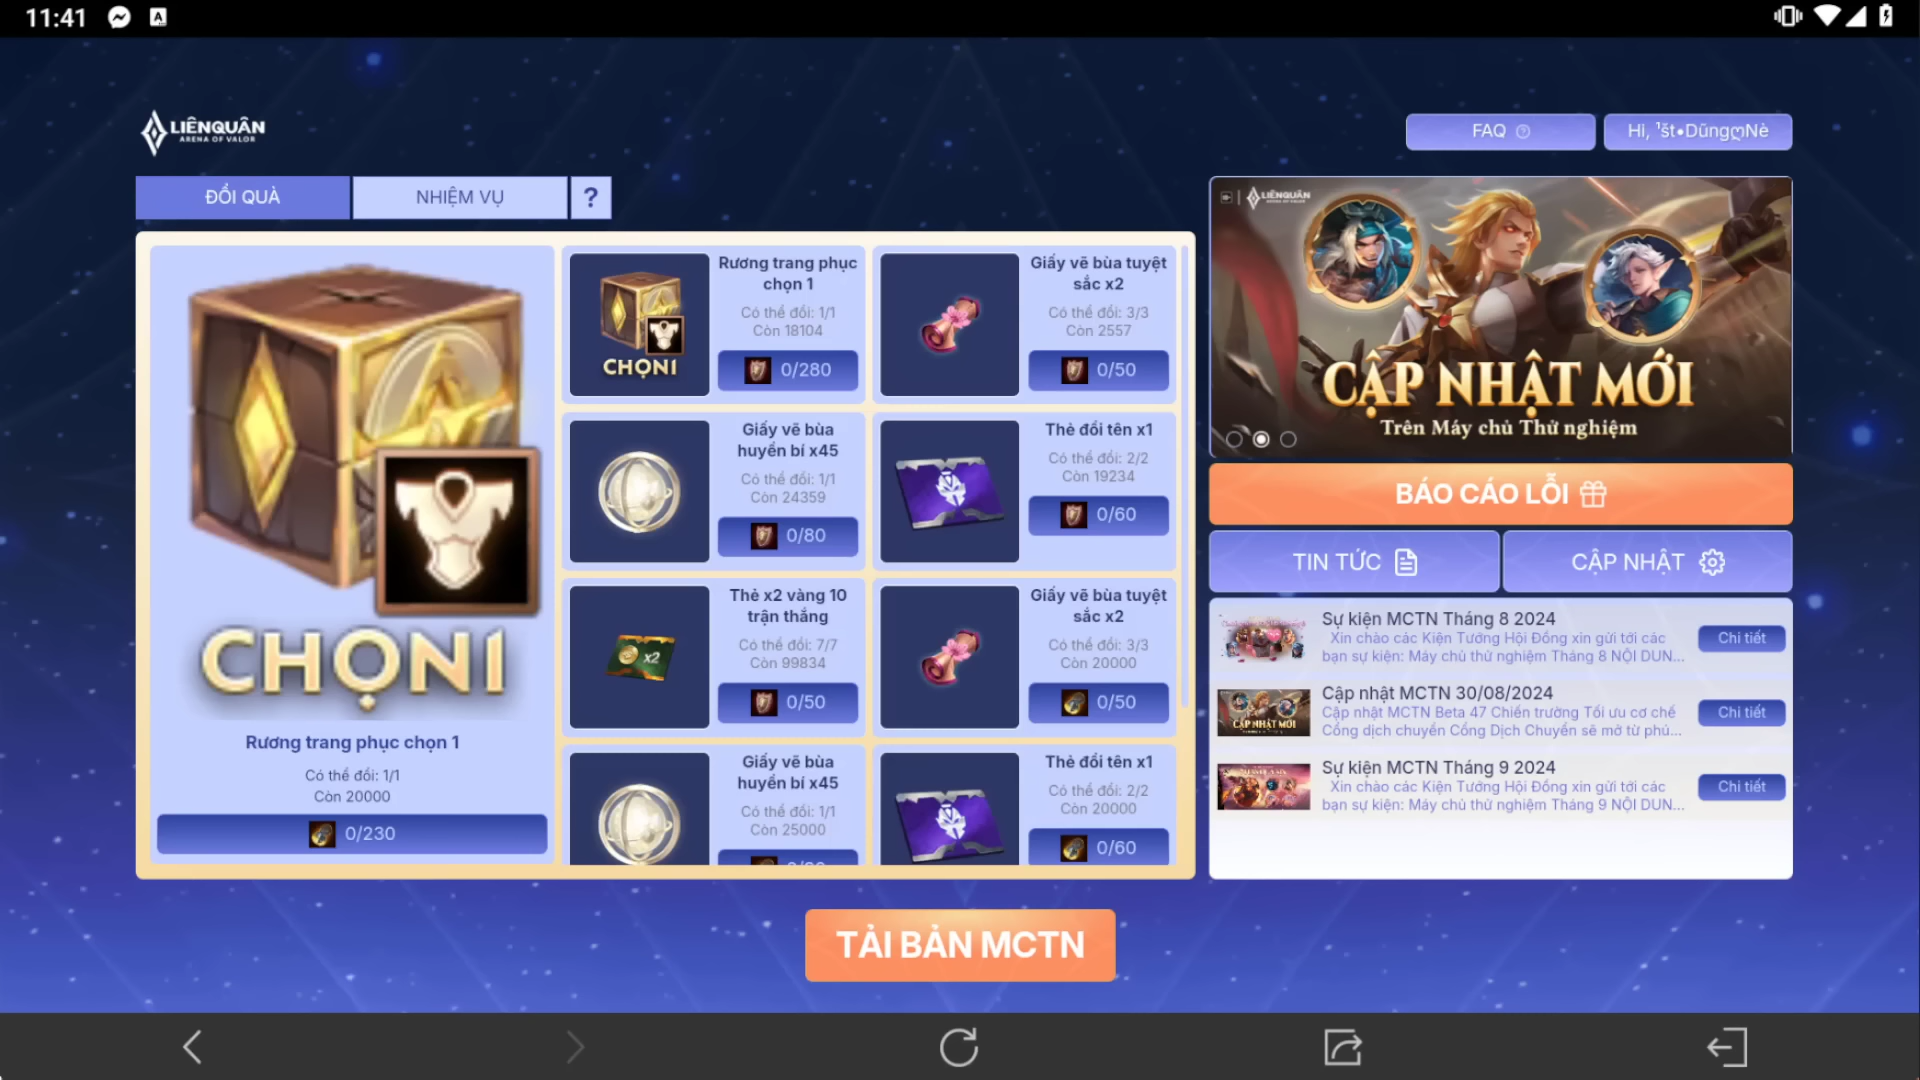 11:41
LIÊNQUÂN
ARENA OF VALOR
FAQ
Hi, ¹št•DũngღNè
ĐỔI QUÀ
NHIỆM VỤ
?
CHỌN1
Rương trang phục chọn 1
Có thể đổi: 1/1
Còn 20000
0/230
CHỌN1
Rương trang phục
chọn 1
Có thể đổi: 1/1
Còn 18104
0/280
Giấy vẽ bùa tuyệt
sắc x2
Có thể đổi: 3/3
Còn 2557
0/50
Giấy vẽ bùa
huyền bí x45
Có thể đổi: 1/1
Còn 24359
0/80
Thẻ đổi tên x1
Có thể đổi: 2/2
Còn 19234
0/60
x2
Thẻ x2 vàng 10
trận thắng
Có thể đổi: 7/7
Còn 99834
0/50
Giấy vẽ bùa tuyệt
sắc x2
Có thể đổi: 3/3
Còn 20000
0/50
Giấy vẽ bùa
huyền bí x45
Có thể đổi: 1/1
Còn 25000
Thẻ đổi tên x1
Có thể đổi: 2/2
Còn 20000
0/60
LIÊNQUÂN
CẬP NHẬT MỚI
Trên Máy chủ Thử nghiệm
BÁO CÁO LỖI
TIN TỨC
CẬP NHẬT
Sự kiện MCTN Tháng 8 2024
Xin chào các Kiện Tướng Hội Đồng xin gửi tới các
bạn sự kiện: Máy chủ thử nghiệm Tháng 8 NỘI DUN...
Chi tiết
CẬP NHẬT MỚI
Cập nhật MCTN 30/08/2024
Cập nhật MCTN Beta 47 Chiến trường Tối ưu cơ chế
Cổng dịch chuyển Cổng Dịch Chuyển sẽ mở từ phú...
Chi tiết
Sự kiện MCTN Tháng 9 2024
Xin chào các Kiện Tướng Hội Đồng xin gửi tới các
bạn sự kiện: Máy chủ thử nghiệm Tháng 9 NỘI DUN...
Chi tiết
TẢI BẢN MCTN